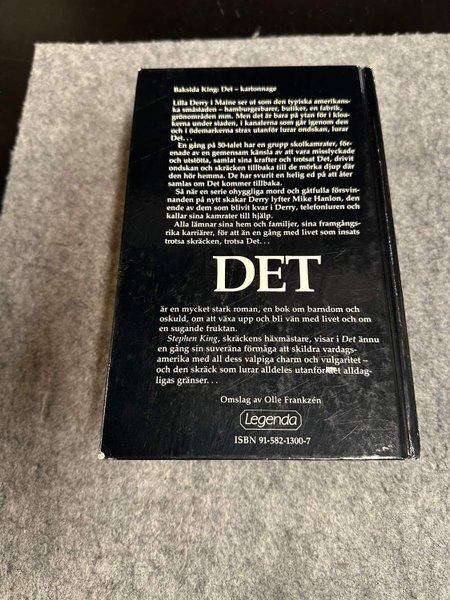 Baksida King: Det – kartonnage
Lilla Derry i Maine ser ut som den typiska amerikans-
ka småstaden – hamburgerbarer, butiker, en fabrik,
grönområden mm. Men det är bara på ytan för i kloa-
kerna under staden, i kanalerna som går igenom den
och i ödemarkerna strax utanför lurar ondskan, lurar
Det...
En gång på 50-talet har en grupp skolkamrater, för-
enade av en gemensam känsla av att vara misslyckade
och utstötta, samlat sina krafter och trotsat Det, drivit
ondskan och skräcken tillbaka till de mörka djup där
den hör hemma. De har svurit en helig ed på att åter
samlas om Det kommer tillbaka.
Så när en serie ohyggliga mord och gåtfulla försvin-
nanden på nytt skakar Derry lyfter Mike Hanlon, den
ende av dem som blivit kvar i Derry, telefonluren och
kallar sina kamrater till hjälp.
Alla lämnar sina hem och familjer, sina framgångs-
rika karriärer, för att än en gång med livet som insats
trotsa skräcken, trotsa Det...
DET
är en mycket stark roman, en bok om barndom och
oskuld, om att växa upp och bli vän med livet och om
en sugande fruktan.
Stephen King, skräckens häxmästare, visar i Det ännu
en gång sin suveräna förmåga att skildra vardags-
amerika med all dess valpiga charm och vulgaritet –
och den skräck som lurar alldeles utanför det alldag-
ligas gränser...
Omslag av Olle Frankzén
Legenda
ISBN 91-582-1300-7